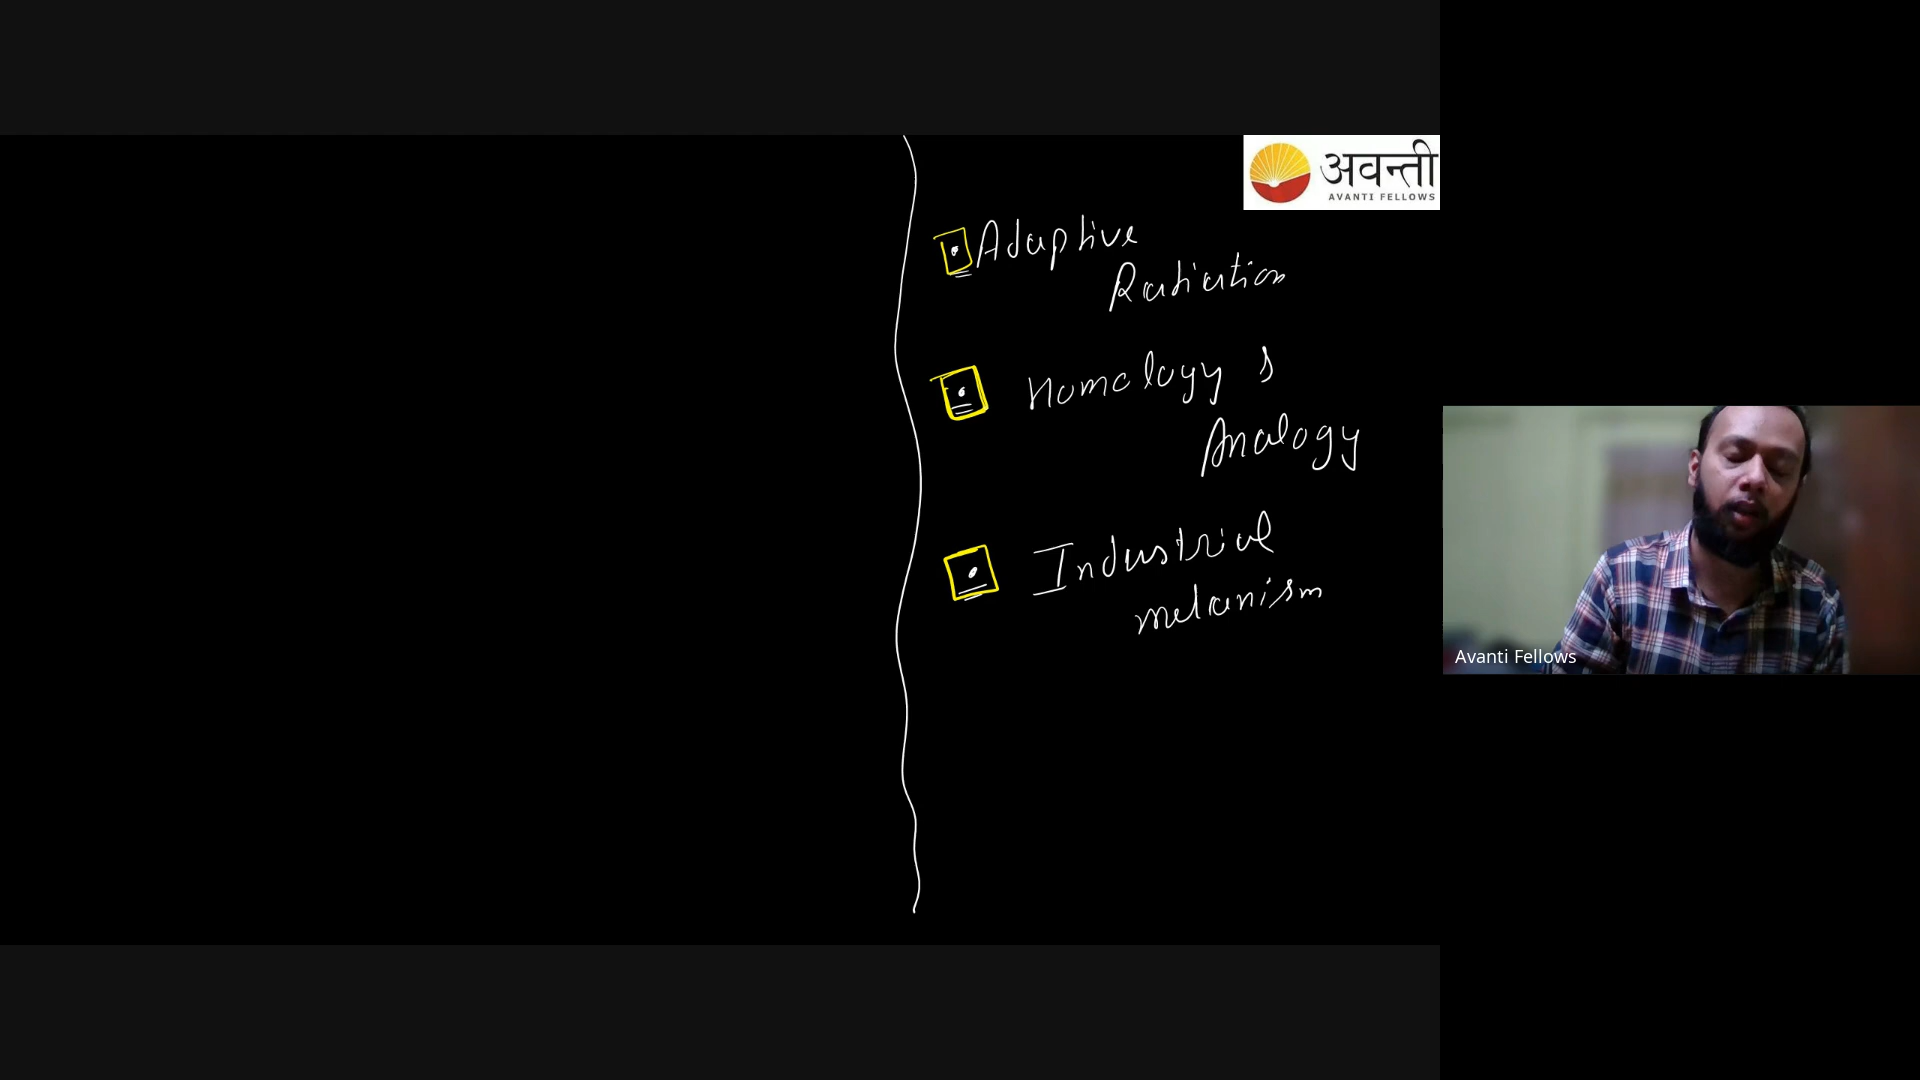 अवन्ती
AVANTI FELLOWS
Adaptive
Radiation
Homology &
Analogy
Industrial
melanism
Avanti Fellows